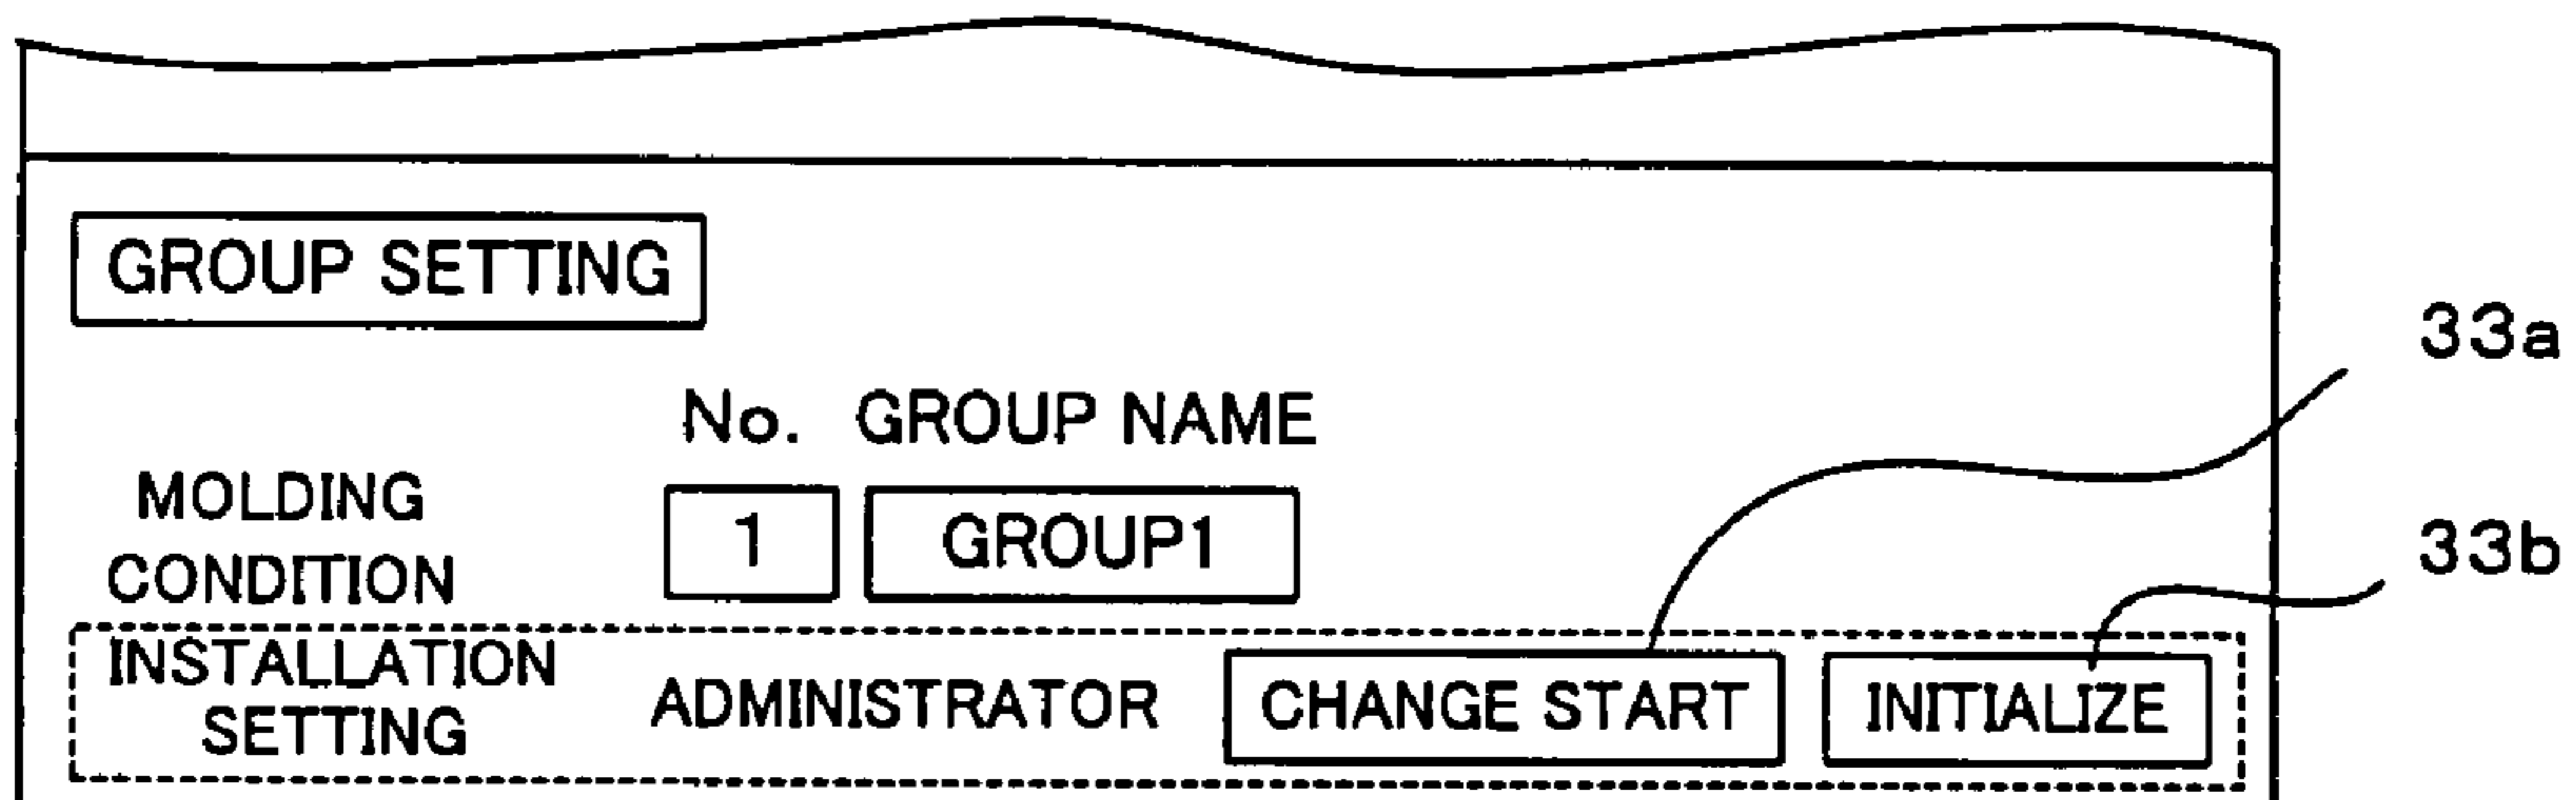 GROUP SETTING
33a
No. GROUP NAME
MOLDING
CONDITION
1 GROUP1
33b
INSTALLATION
SETTING
ADMINISTRATOR CHANGE START INITIALIZE